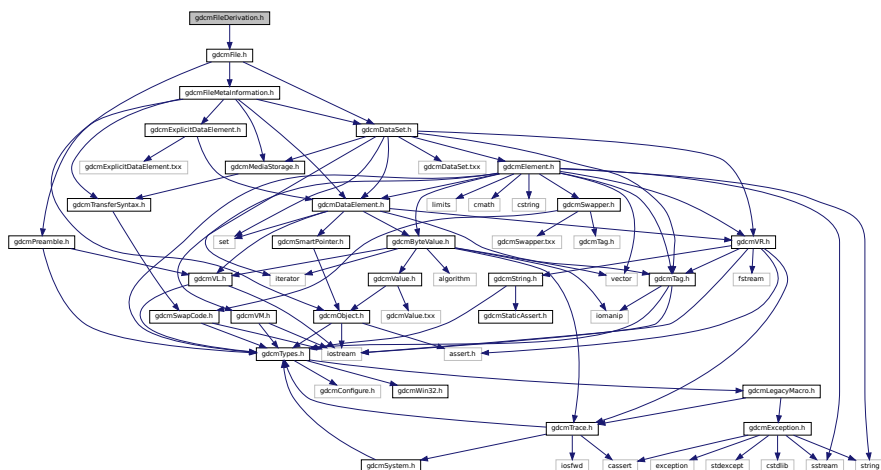 gdcmFileDerivation.h
gdcmFile.h
gdcmFileMetaInformation.h
gdcmExplicitDataElement.h
gdcmDataSet.h
gdcmExplicitDataElement.txx
gdcmMediaStorage.h
gdcmDataSet.txx
gdcmElement.h
gdcmTransferSyntax.h
gdcmDataElement.h
limits
cmath
cstring
gdcmSwapper.h
gdcmPreamble.h
set
gdcmSmartPointer.h
gdcmByteValue.h
gdcmSwapper.txx
gdcmTag.h
gdcmVR.h
gdcmVL.h
iterator
gdcmValue.h
algorithm
gdcmString.h
vector
gdcmTag.h
fstream
gdcmSwapCode.h
gdcmVM.h
gdcmObject.h
gdcmValue.txx
gdcmStaticAssert.h
iomanip
gdcmTypes.h
iostream
assert.h
gdcmConfigure.h
gdcmWin32.h
gdcmLegacyMacro.h
gdcmTrace.h
gdcmException.h
gdcmSystem.h
iosfwd
cassert
exception
stdexcept
cstdlib
sstream
string